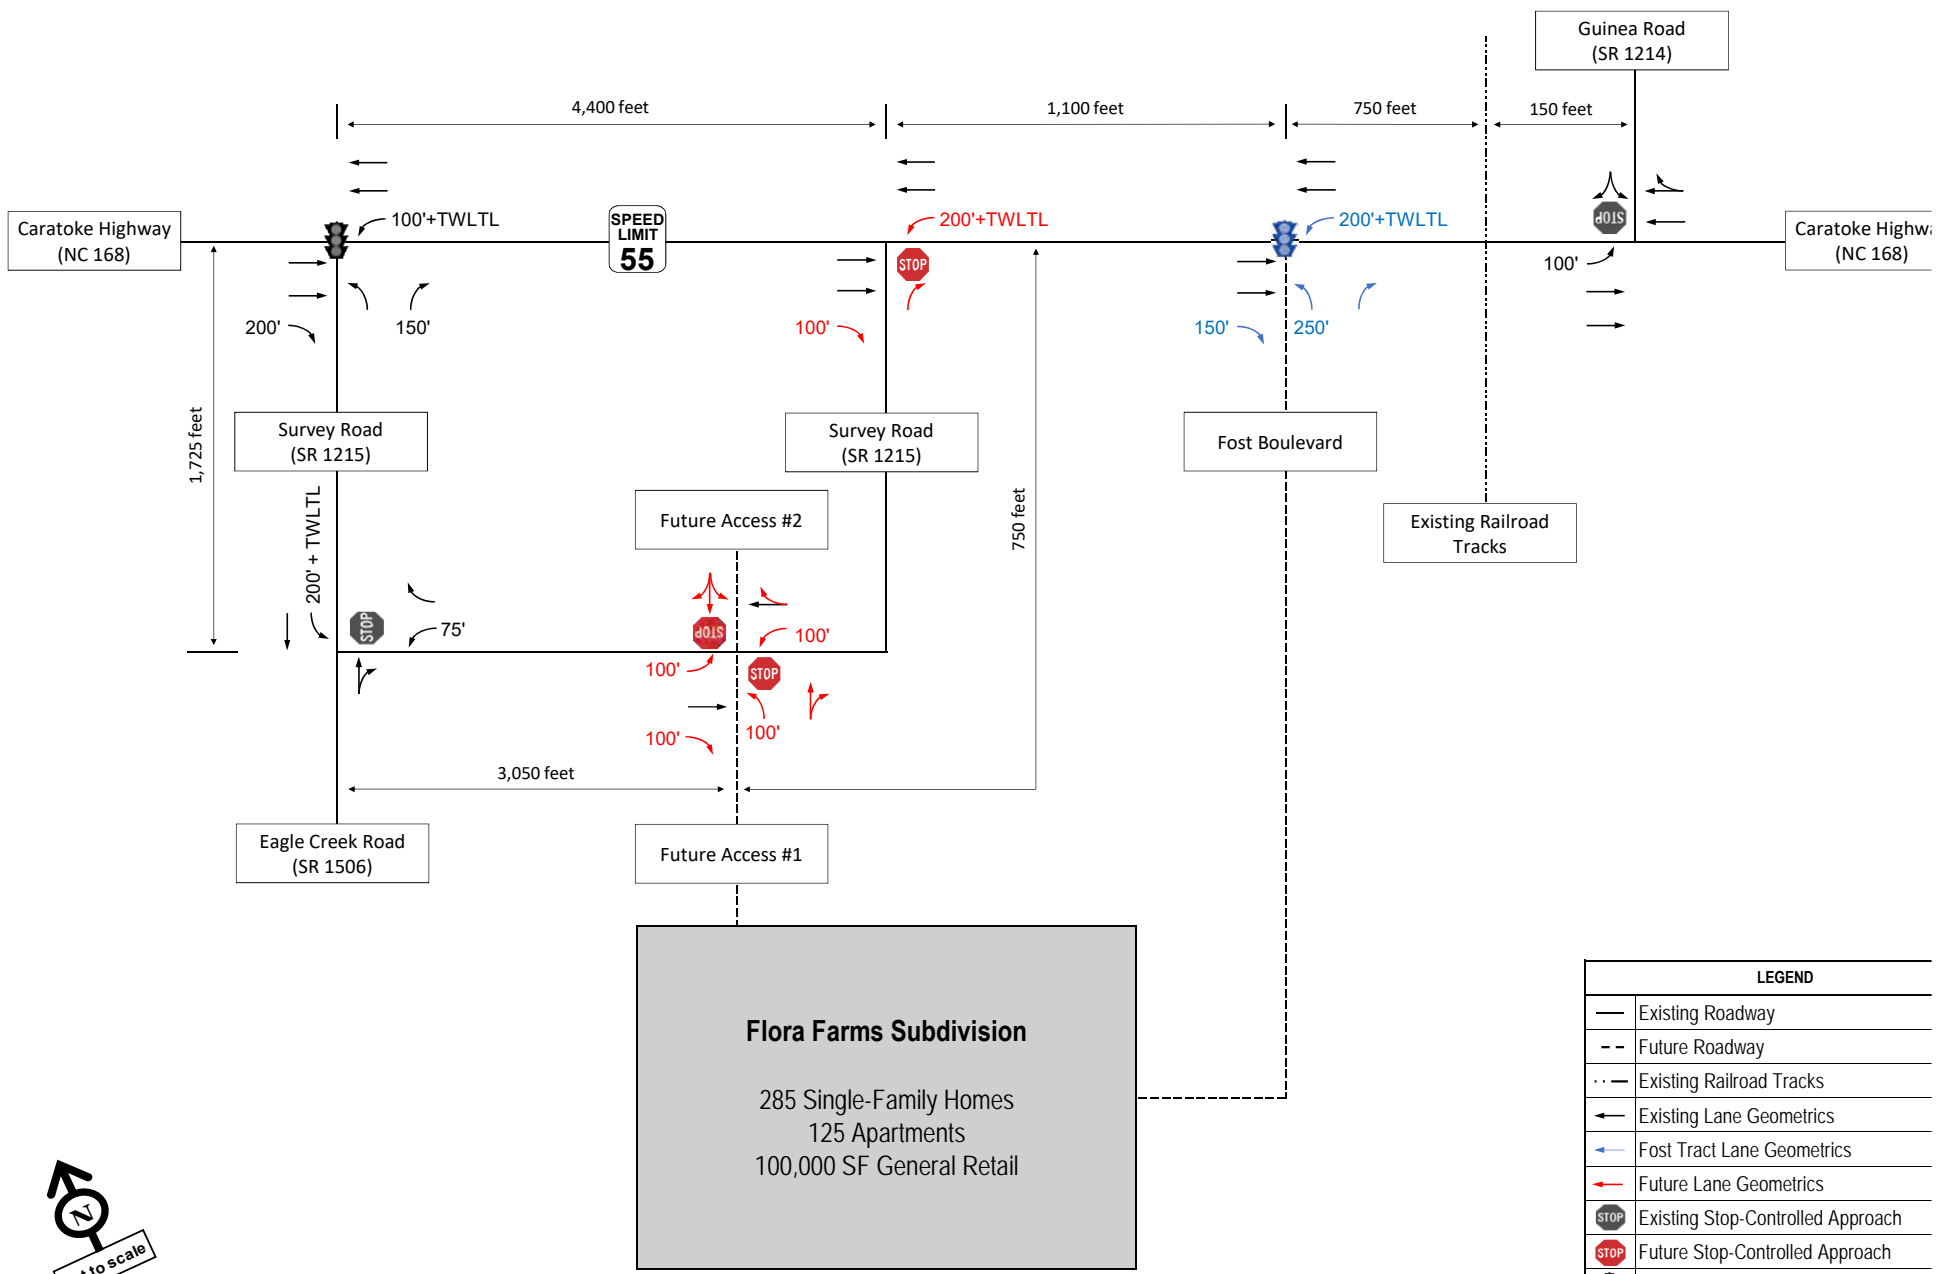 Guinea Road
(SR 1214)
4,400 feet
1,100 feet
750 feet
150 feet
Caratoke Highway
(NC 168)
100'+TWLTL
SPEED
LIMIT
55
200'+TWLTL
STOP
200'+TWLTL
STOP
100'
Caratoke Highwa
(NC 168)
200'
150'
100'
150'
250'
1,725 feet
Survey Road
(SR 1215)
Survey Road
(SR 1215)
Fost Boulevard
200' + TWLTL
Future Access #2
750 feet
Existing Railroad
Tracks
STOP
75'
STOP
100'
100'
STOP
100'
100'
3,050 feet
Eagle Creek Road
(SR 1506)
Future Access #1
Flora Farms Subdivision
285 Single-Family Homes
125 Apartments
100,000 SF General Retail
N
to scale
LEGEND
Existing Roadway
Future Roadway
Existing Railroad Tracks
Existing Lane Geometrics
Fost Tract Lane Geometrics
Future Lane Geometrics
STOP Existing Stop-Controlled Approach
STOP Future Stop-Controlled Approach